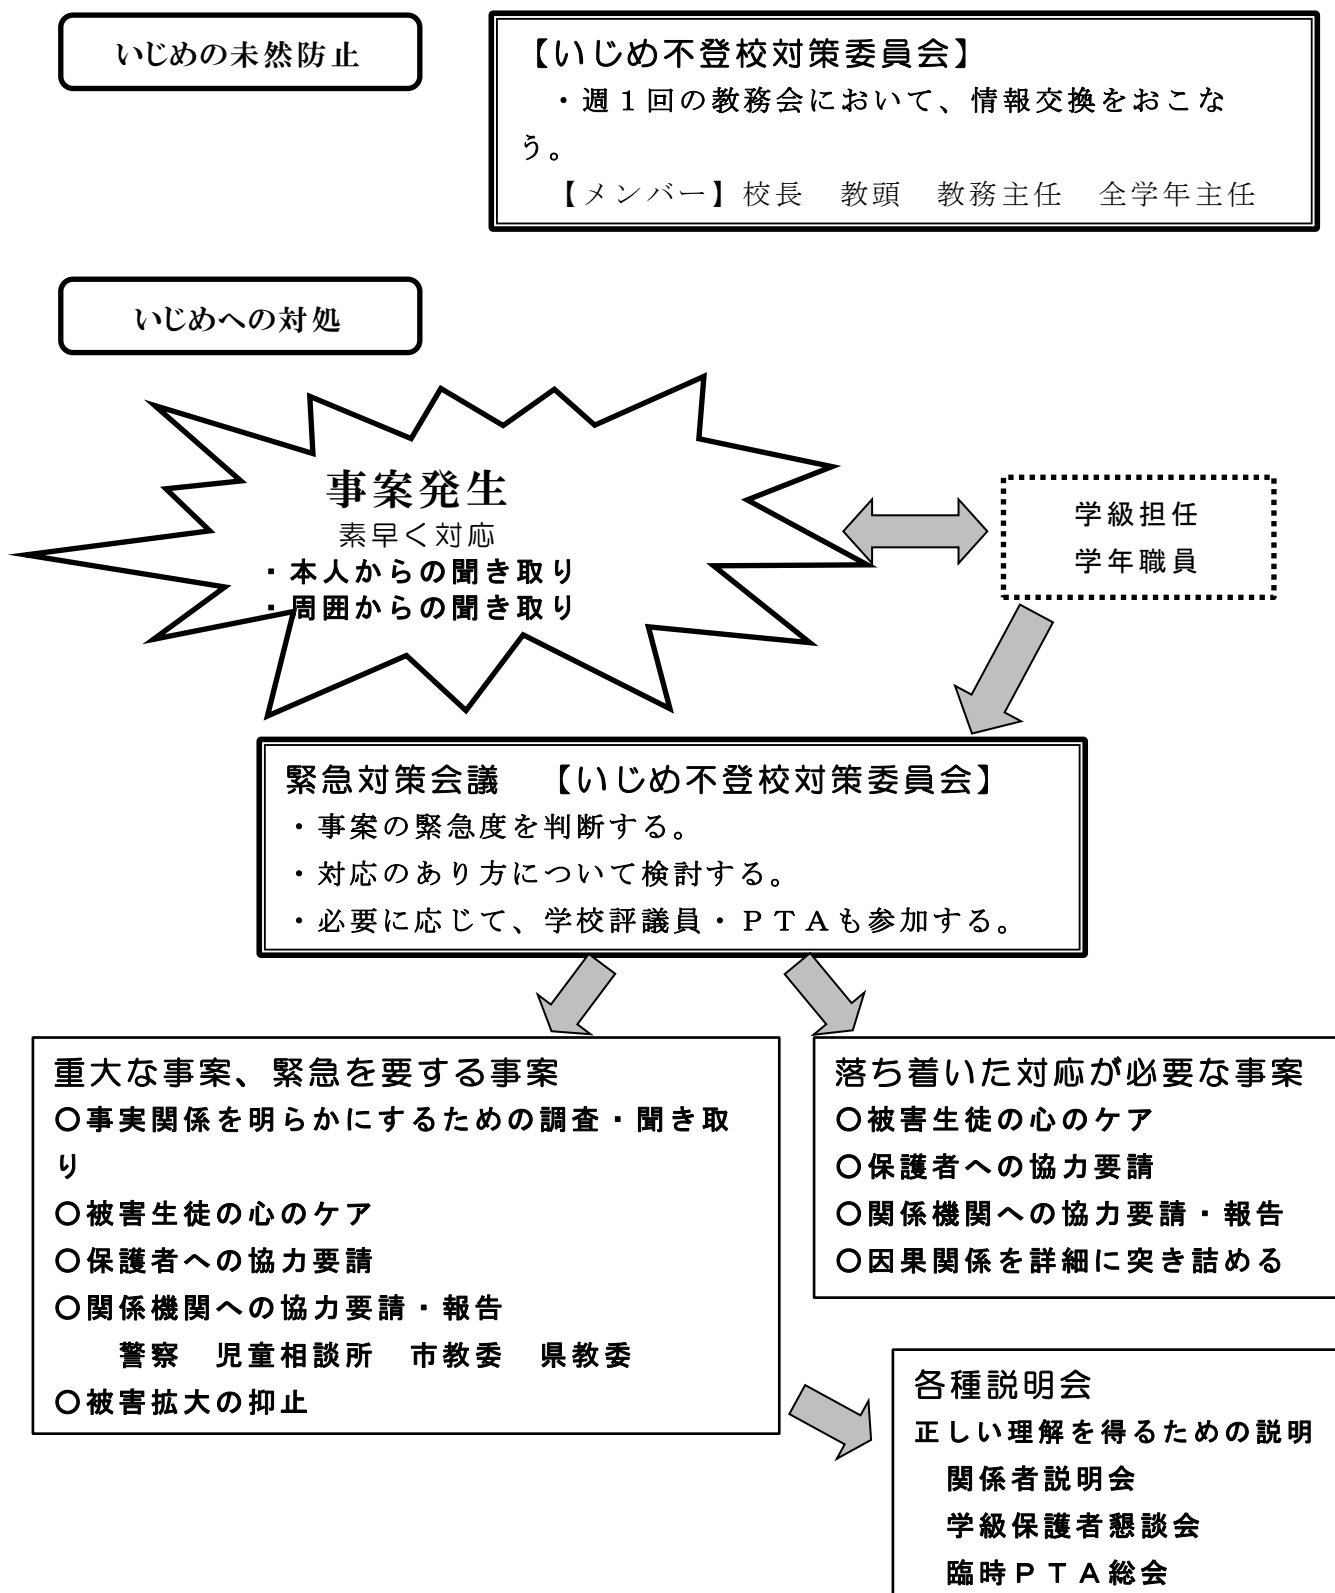 いじめの未然防止
【いじめ不登校対策委員会】
・週１回の教務会において、情報交換をおこな
う。
【メンバー】校長　教頭　教務主任　全学年主任
いじめへの対処
事案発生
素早く対応
・本人からの聞き取り
・周囲からの聞き取り
学級担任
学年職員
緊急対策会議　【いじめ不登校対策委員会】
・事案の緊急度を判断する。
・対応のあり方について検討する。
・必要に応じて、学校評議員・ＰＴＡも参加する。
重大な事案、緊急を要する事案
○事実関係を明らかにするための調査・聞き取
り
○被害生徒の心のケア
○保護者への協力要請
○関係機関への協力要請・報告
警察　児童相談所　市教委　県教委
○被害拡大の抑止
落ち着いた対応が必要な事案
○被害生徒の心のケア
○保護者への協力要請
○関係機関への協力要請・報告
○因果関係を詳細に突き詰める
各種説明会
正しい理解を得るための説明
関係者説明会
学級保護者懇談会
臨時ＰＴＡ総会